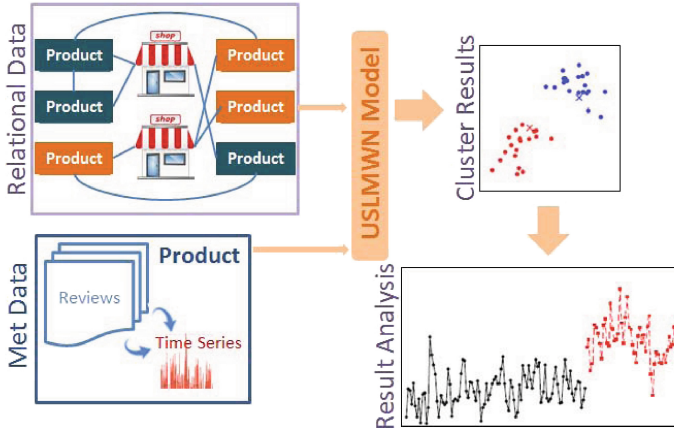 Relational Data
Product
Product
Product
shop
shop
Product
Product
Product
USLMWN Model
Cluster Results
Met Data
Product
Reviews
Time Series
Result Analysis